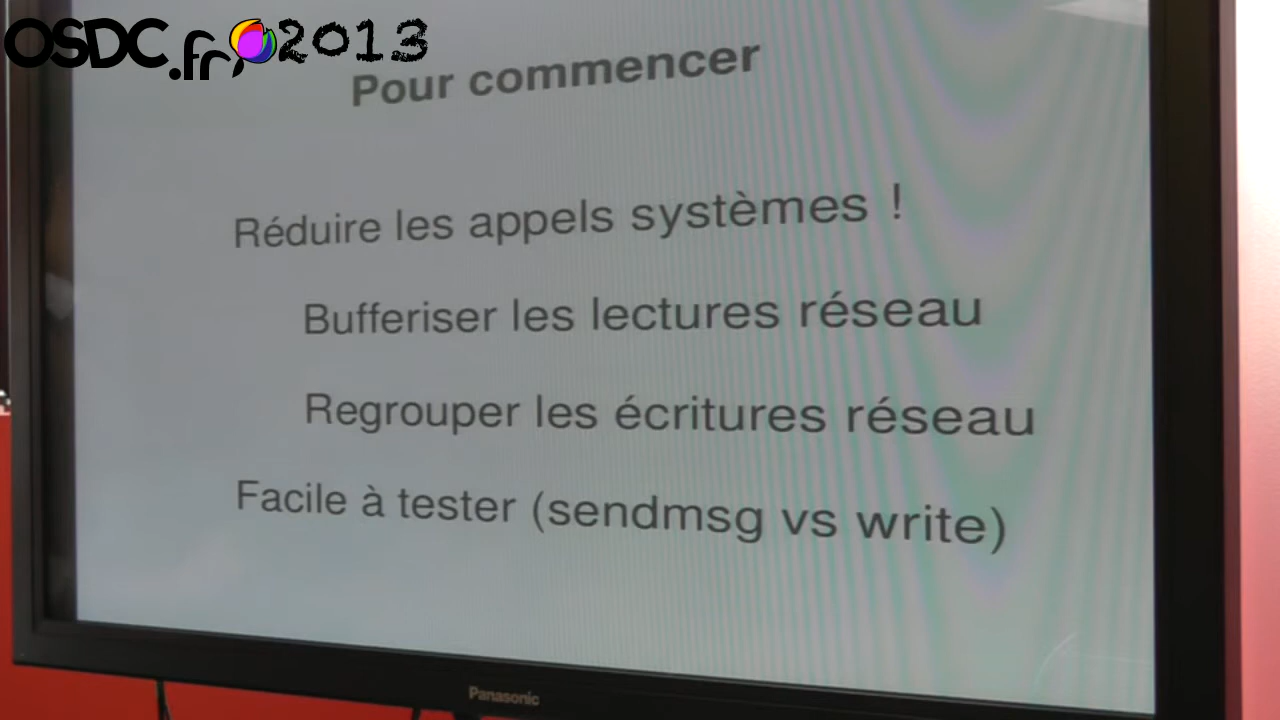 OSDC.fr 2013
Pour commencer
Réduire les appels systèmes !
Bufferiser les lectures réseau
Regrouper les écritures réseau
Facile à tester (sendmsg vs write)
Panasonic